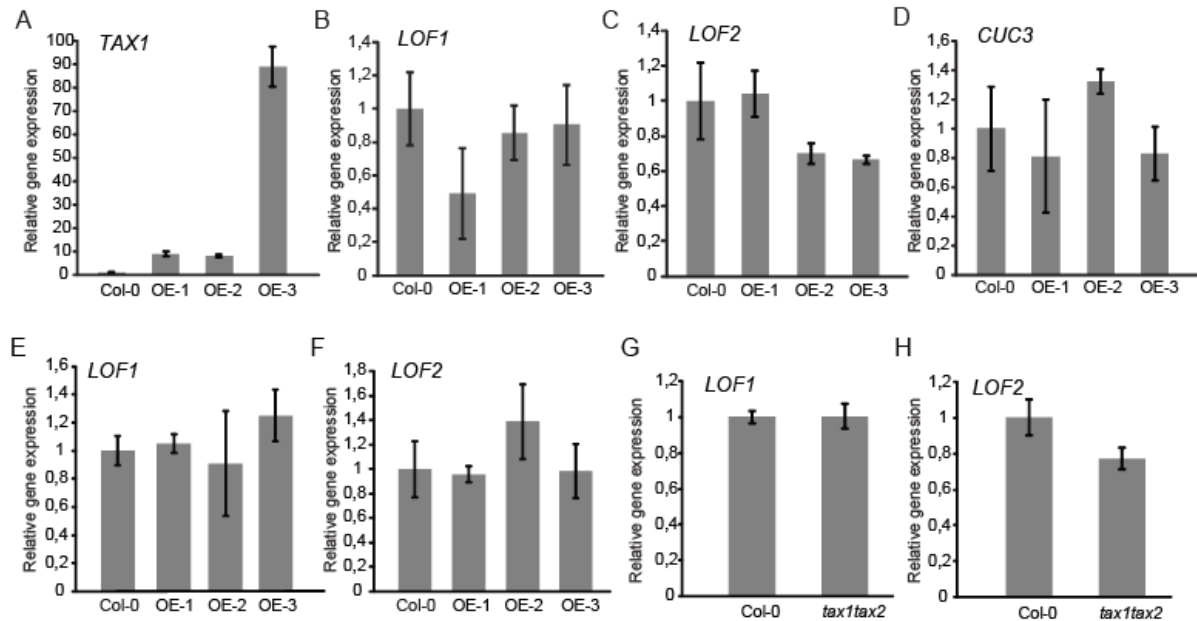 A
TAX1
Relative gene expression
100
90
80
70
60
50
40
30
20
10
0
Col-0 OE-1 OE-2 OE-3
B
LOF1
Relative gene expression
1,4
1,2
1
0,8
0,6
0,4
0,2
0
Col-0 OE-1 OE-2 OE-3
C
LOF2
Relative gene expression
1,4
1,2
1
0,8
0,6
0,4
0,2
0
Col-0 OE-1 OE-2 OE-3
D
CUC3
Relative gene expression
1,6
1,4
1,2
1
0,8
0,6
0,4
0,2
0
Col-0 OE-1 OE-2 OE-3
E
LOF1
Relative gene expression
1,6
1,4
1,2
1
0,8
0,6
0,4
0,2
0
Col-0 OE-1 OE-2 OE-3
F
LOF2
Relative gene expression
1,8
1,6
1,4
1,2
1
0,8
0,6
0,4
0,2
0
Col-0 OE-1 OE-2 OE-3
G
LOF1
Relative gene expression
1,2
1
0,8
0,6
0,4
0,2
0
Col-0 tax1tax2
H
LOF2
Relative gene expression
1,2
1
0,8
0,6
0,4
0,2
0
Col-0 tax1tax2